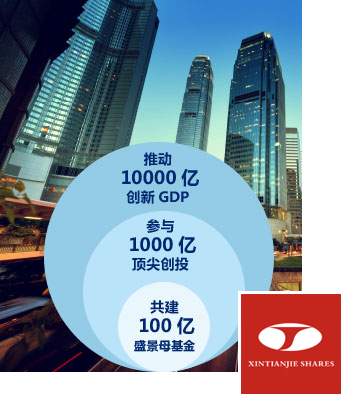 推动
10000 亿
创新 GDP
参与
1000 亿
顶尖创投
共建
100 亿
盛景母基金
XINTIANJIE SHARES